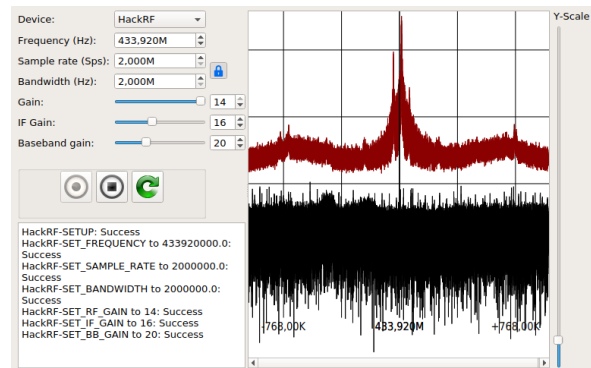 Device: HackRF
Frequency (Hz): 433,920M
Sample rate (Sps): 2,000M
Bandwidth (Hz): 2,000M
Gain: 14
IF Gain: 16
Baseband gain: 20
HackRF-SETUP: Success
HackRF-SET_FREQUENCY to 433920000.0:
Success
HackRF-SET_SAMPLE_RATE to 2000000.0:
Success
HackRF-SET_BANDWIDTH to 2000000.0:
Success
HackRF-SET_RF_GAIN to 14: Success
HackRF-SET_IF_GAIN to 16: Success
HackRF-SET_BB_GAIN to 20: Success
-768,00K 433,920M +768,00K
Y-Scale